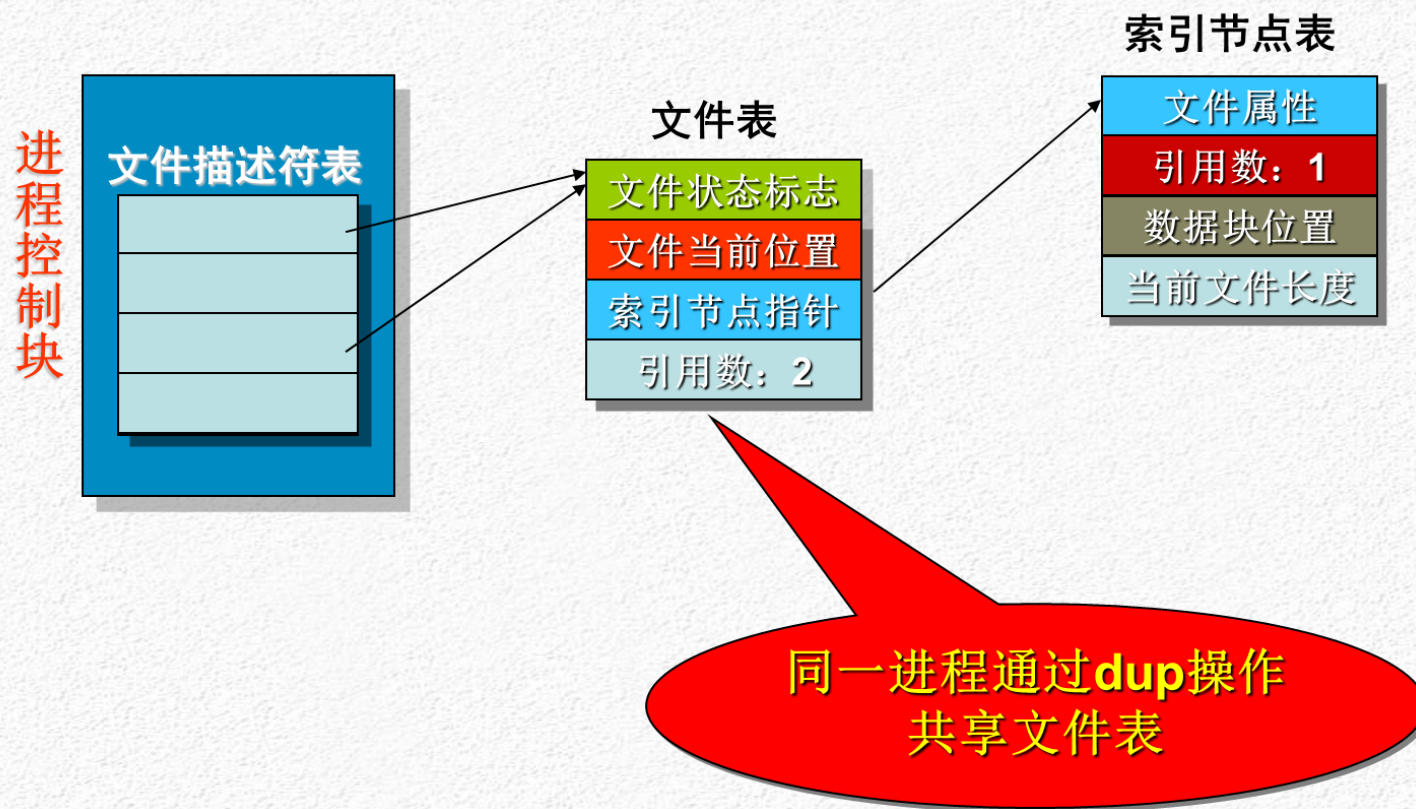 进程控制块
文件描述符表
文件表
文件状态标志
文件当前位置
索引节点指针
引用数：2
索引节点表
文件属性
引用数：1
数据块位置
当前文件长度
同一进程通过dup操作
共享文件表